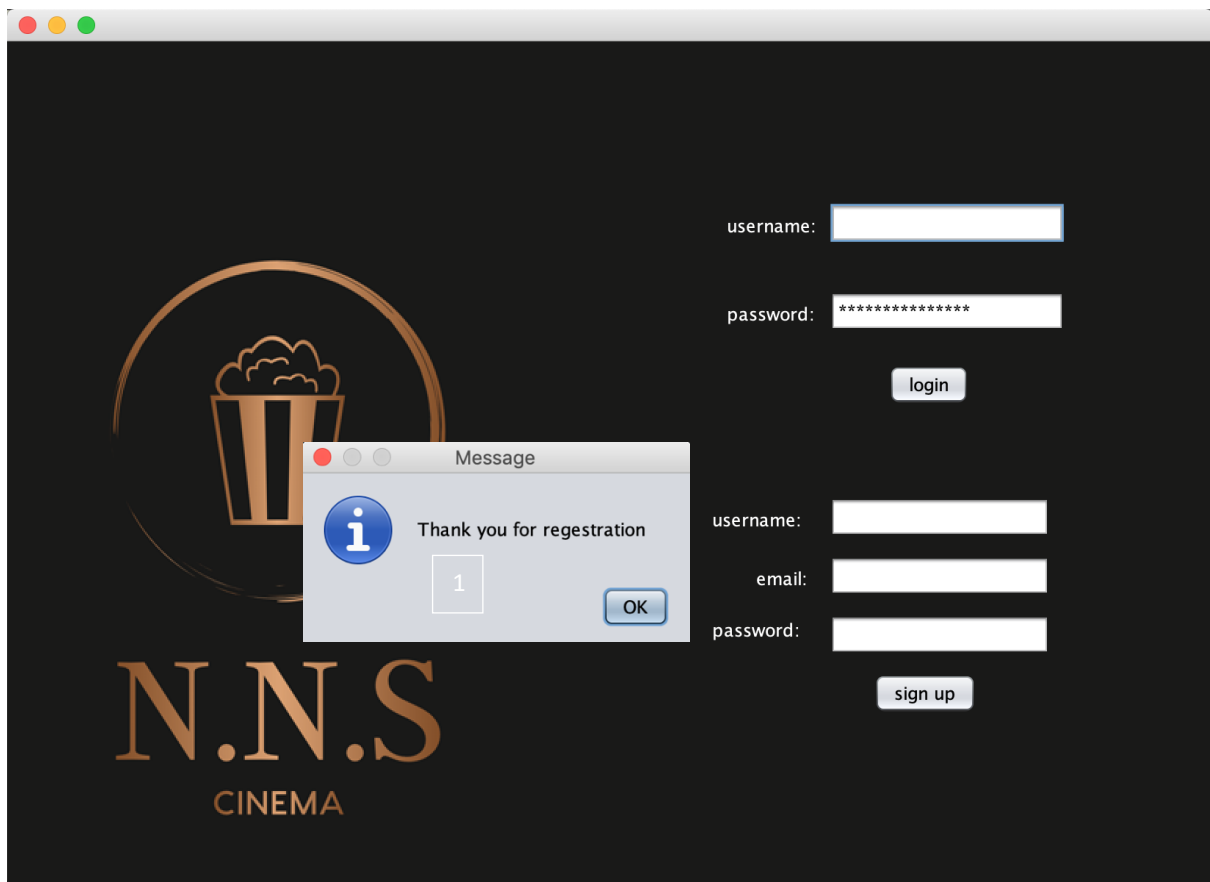 username:
password: ***************
login
Message
Thank you for regestration
1
OK
username:
email:
password:
sign up
N.N.S
CINEMA